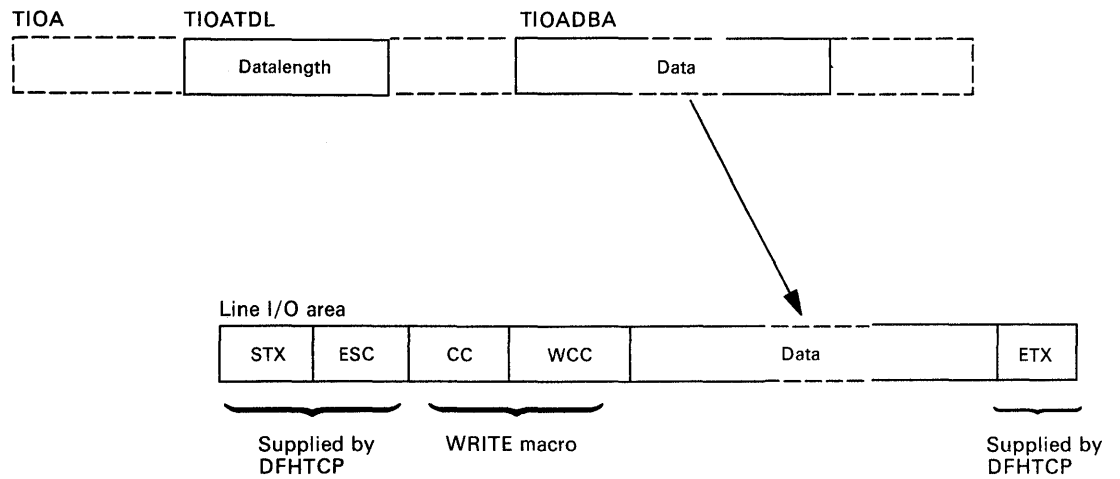 TIOA TIOATDL TIOADBA
Datalength Data
Line I/O area
STX ESC CC WCC Data ETX
Supplied by DFHTCP
WRITE macro
Supplied by DFHTCP